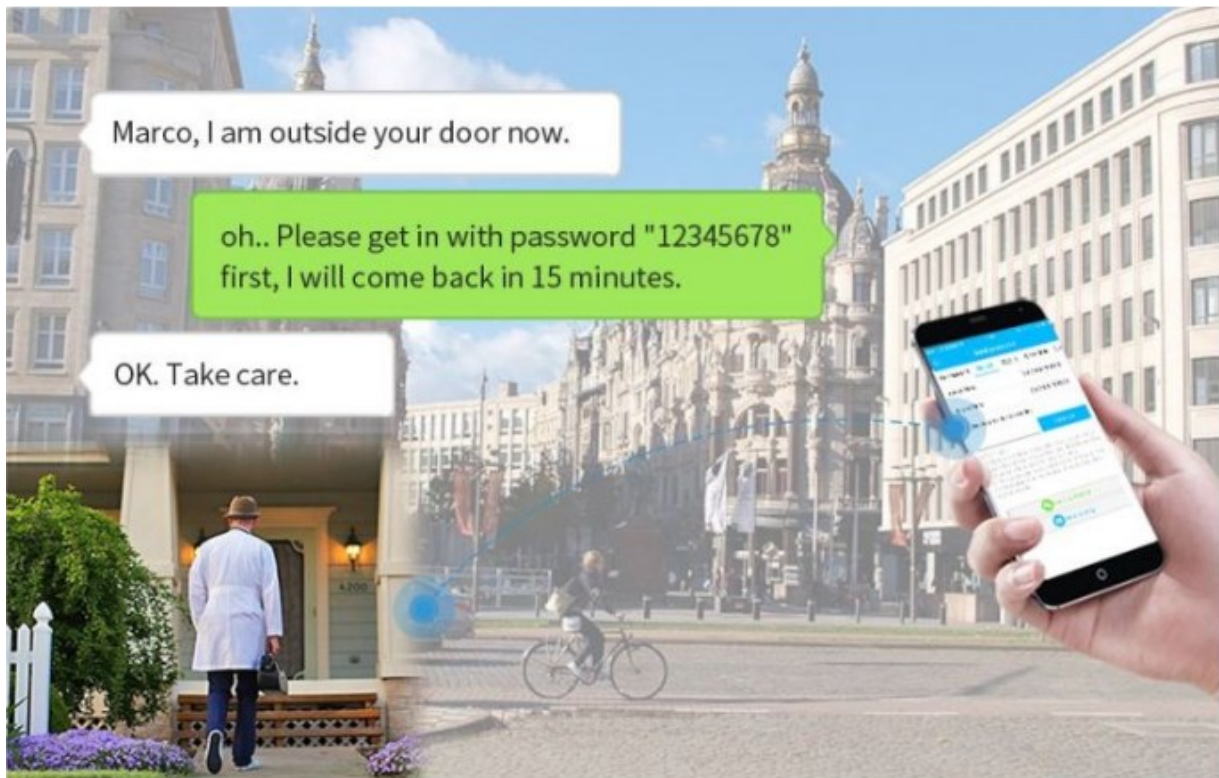 Marco, I am outside your door now.
oh.. Please get in with password "12345678"
first, I will come back in 15 minutes.
OK. Take care.
4200